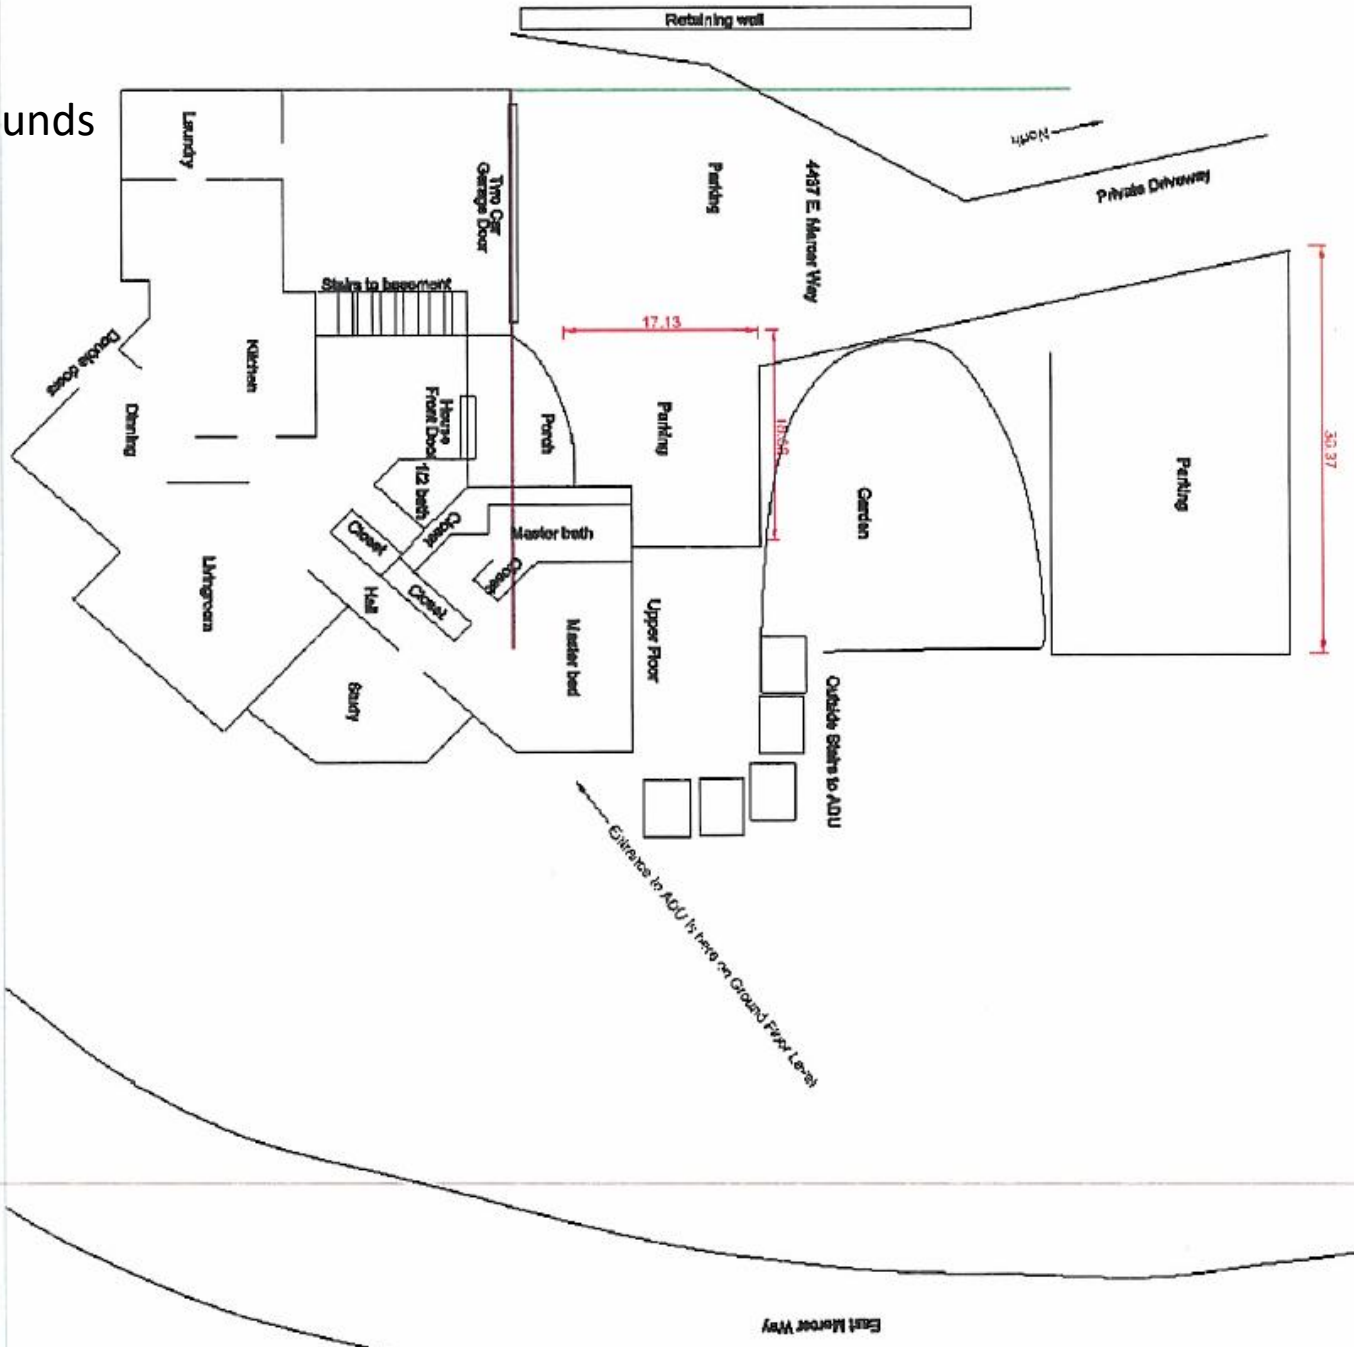 Retaining wall
unds
Laundry
Two Car
Garage Door
Parking
4437 E. Mercer Way
North
Private Driveway
Stairs to basement
17.13
Double doors
Kitchen
Dinning
House
Front Door
Porch
Parking
Garden
Parking
1/2 bath
Closet
Closet
Master bath
Closet
Closet
Livingroom
Hall
Master bed
Upper Floor
Study
Outside Stairs to ADU
Entrance to ADU is here on Ground Floor Level
East Mercer Way